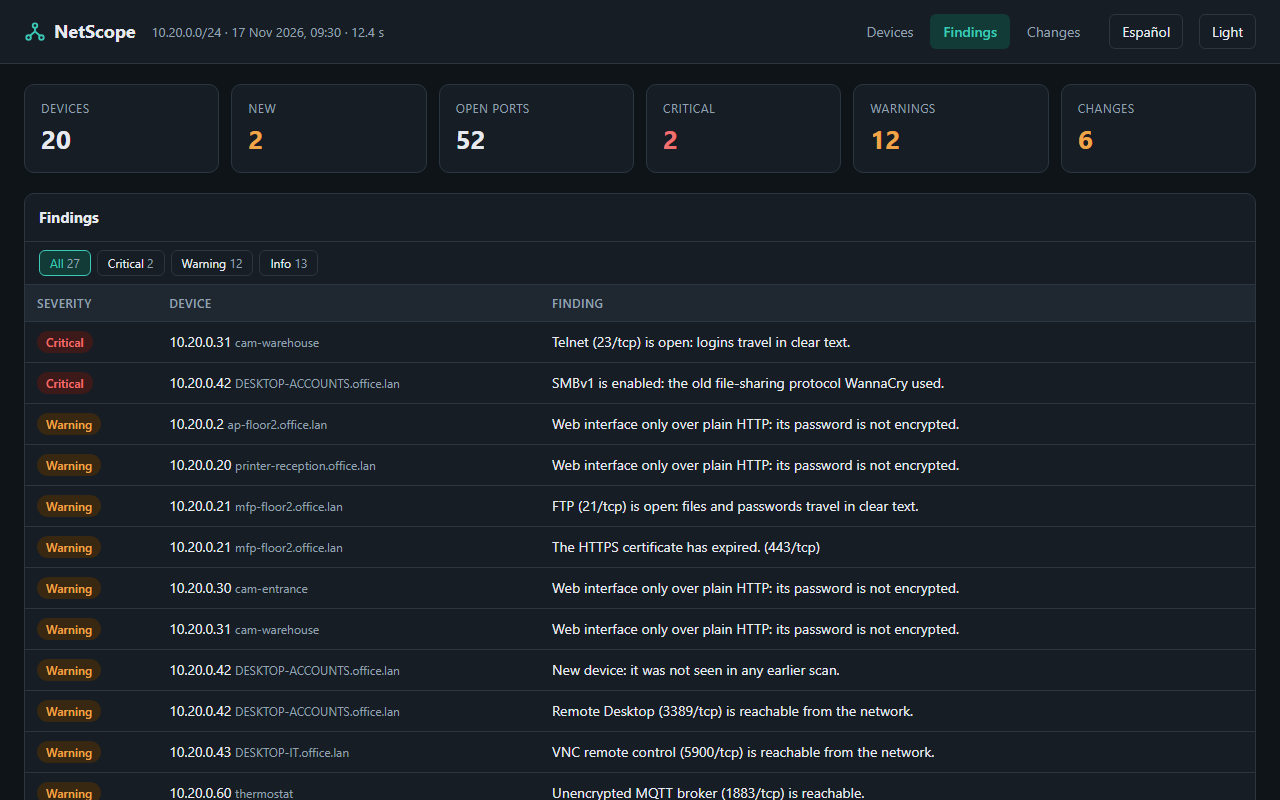 NetScope 10.20.0.0/24 · 17 Nov 2026, 09:30 · 12.4 s Devices Findings Changes Español Light
DEVICES NEW OPEN PORTS CRITICAL WARNINGS CHANGES
20 2 52 2 12 6
Findings
All 27 Critical 2 Warning 12 Info 13
SEVERITY DEVICE FINDING
Critical 10.20.0.31 cam-warehouse Telnet (23/tcp) is open: logins travel in clear text.
Critical 10.20.0.42 DESKTOP-ACCOUNTS.office.lan SMBv1 is enabled: the old file-sharing protocol WannaCry used.
Warning 10.20.0.2 ap-floor2.office.lan Web interface only over plain HTTP: its password is not encrypted.
Warning 10.20.0.20 printer-reception.office.lan Web interface only over plain HTTP: its password is not encrypted.
Warning 10.20.0.21 mfp-floor2.office.lan FTP (21/tcp) is open: files and passwords travel in clear text.
Warning 10.20.0.21 mfp-floor2.office.lan The HTTPS certificate has expired. (443/tcp)
Warning 10.20.0.30 cam-entrance Web interface only over plain HTTP: its password is not encrypted.
Warning 10.20.0.31 cam-warehouse Web interface only over plain HTTP: its password is not encrypted.
Warning 10.20.0.42 DESKTOP-ACCOUNTS.office.lan New device: it was not seen in any earlier scan.
Warning 10.20.0.42 DESKTOP-ACCOUNTS.office.lan Remote Desktop (3389/tcp) is reachable from the network.
Warning 10.20.0.43 DESKTOP-IT.office.lan VNC remote control (5900/tcp) is reachable from the network.
Warning 10.20.0.60 thermostat Unencrypted MQTT broker (1883/tcp) is reachable.